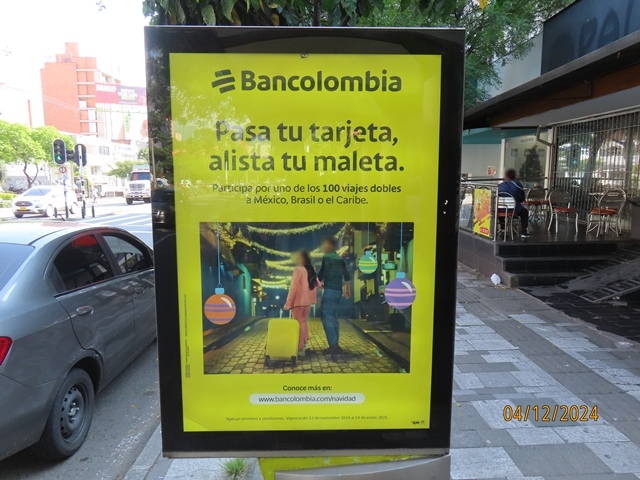 Bancolombia
Pasa tu tarjeta,
alista tu maleta.
Participa por uno de los 100 viajes dobles
a México, Brasil o el Caribe.
Conoce más en:
www.bancolombia.com/navidad
04/12/2024